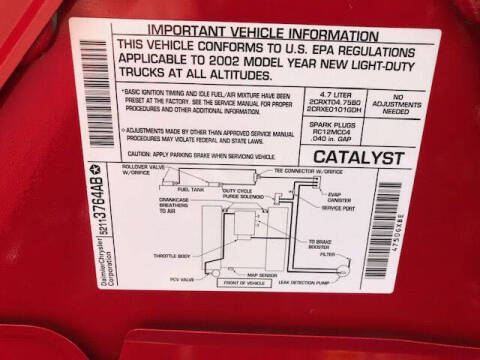 IMPORTANT VEHICLE INFORMATION
THIS VEHICLE CONFORMS TO U.S. EPA REGULATIONS
APPLICABLE TO 2002 MODEL YEAR NEW LIGHT-DUTY
TRUCKS AT ALL ALTITUDES.
*BASIC IGNITION TIMING AND IDLE FUEL/AIR MIXTURE HAVE BEEN
PRESET AT THE FACTORY. SEE THE SERVICE MANUAL FOR PROPER
PROCEDURES AND OTHER ADDITIONAL INFORMATION.
ADJUSTMENTS MADE BY OTHER THAN APPROVED SERVICE MANUAL
PROCEDURES MAY VIOLATE FEDERAL AND STATE LAWS.
CAUTION: APPLY PARKING BRAKE WHEN SERVICING VEHICLE.
4.7 LITER
2CRXT04.75B0
2CRXE0101GDH
SPARK PLUGS
RC12MCC4
.040 in. GAP
NO
ADJUSTMENTS
NEEDED
CATALYST
ROLLOVER VALVE
W/ORIFICE
FUEL TANK
DUTY CYCLE
PURGE SOLENOID
TEE CONNECTOR W/ORIFICE
EVAP
CANISTER
SERVICE PORT
CRANKCASE
BREATHERS
TO AIR
TO BRAKE
BOOSTER
FILTER
THROTTLE BODY
MAP SENSOR
PCV VALVE
FRONT OF VEHICLE
LEAK DETECTION PUMP
DaimlerChrysler
Corporation
52113764AB
47506XBE